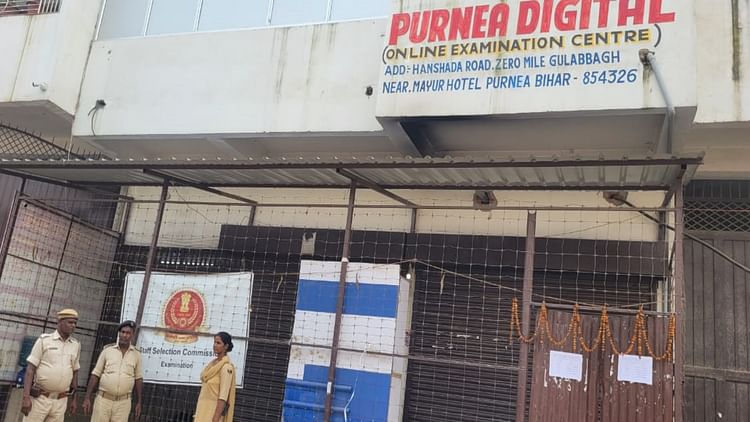 PURNEA DIGITAL
(ONLINE EXAMINATION CENTRE)
ADD:- HANSHADA ROAD, ZERO MILE GULABBAGH
NEAR. MAYUR HOTEL PURNEA BIHAR - 854326
Staff Selection Commission
Examination